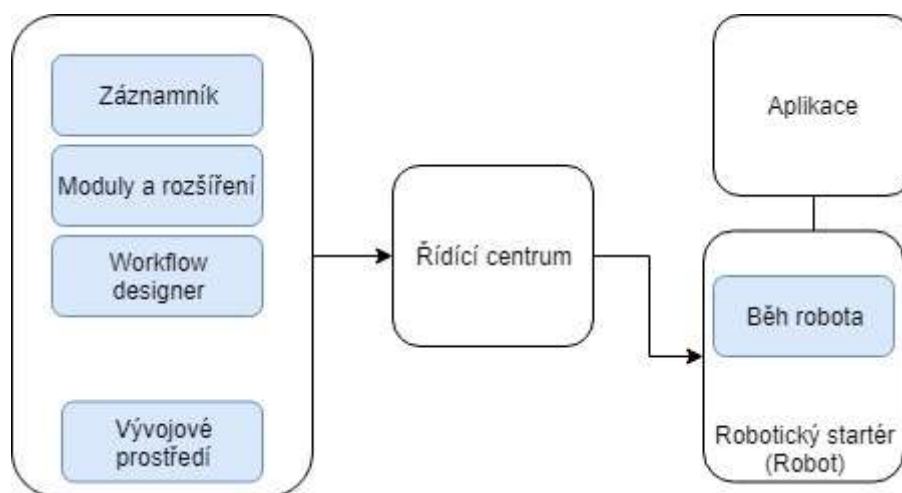 Záznamník
Moduly a rozšíření
Workflow
designer
Vývojové
prostředí
Řídící centrum
Aplikace
Běh robota
Robotický startér
(Robot)